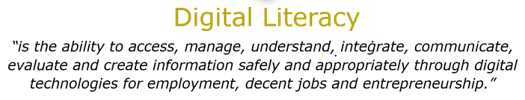 Digital Literacy
“is the ability to access, manage, understand, integrate, communicate,
evaluate and create information safely and appropriately through digital
technologies for employment, decent jobs and entrepreneurship.”